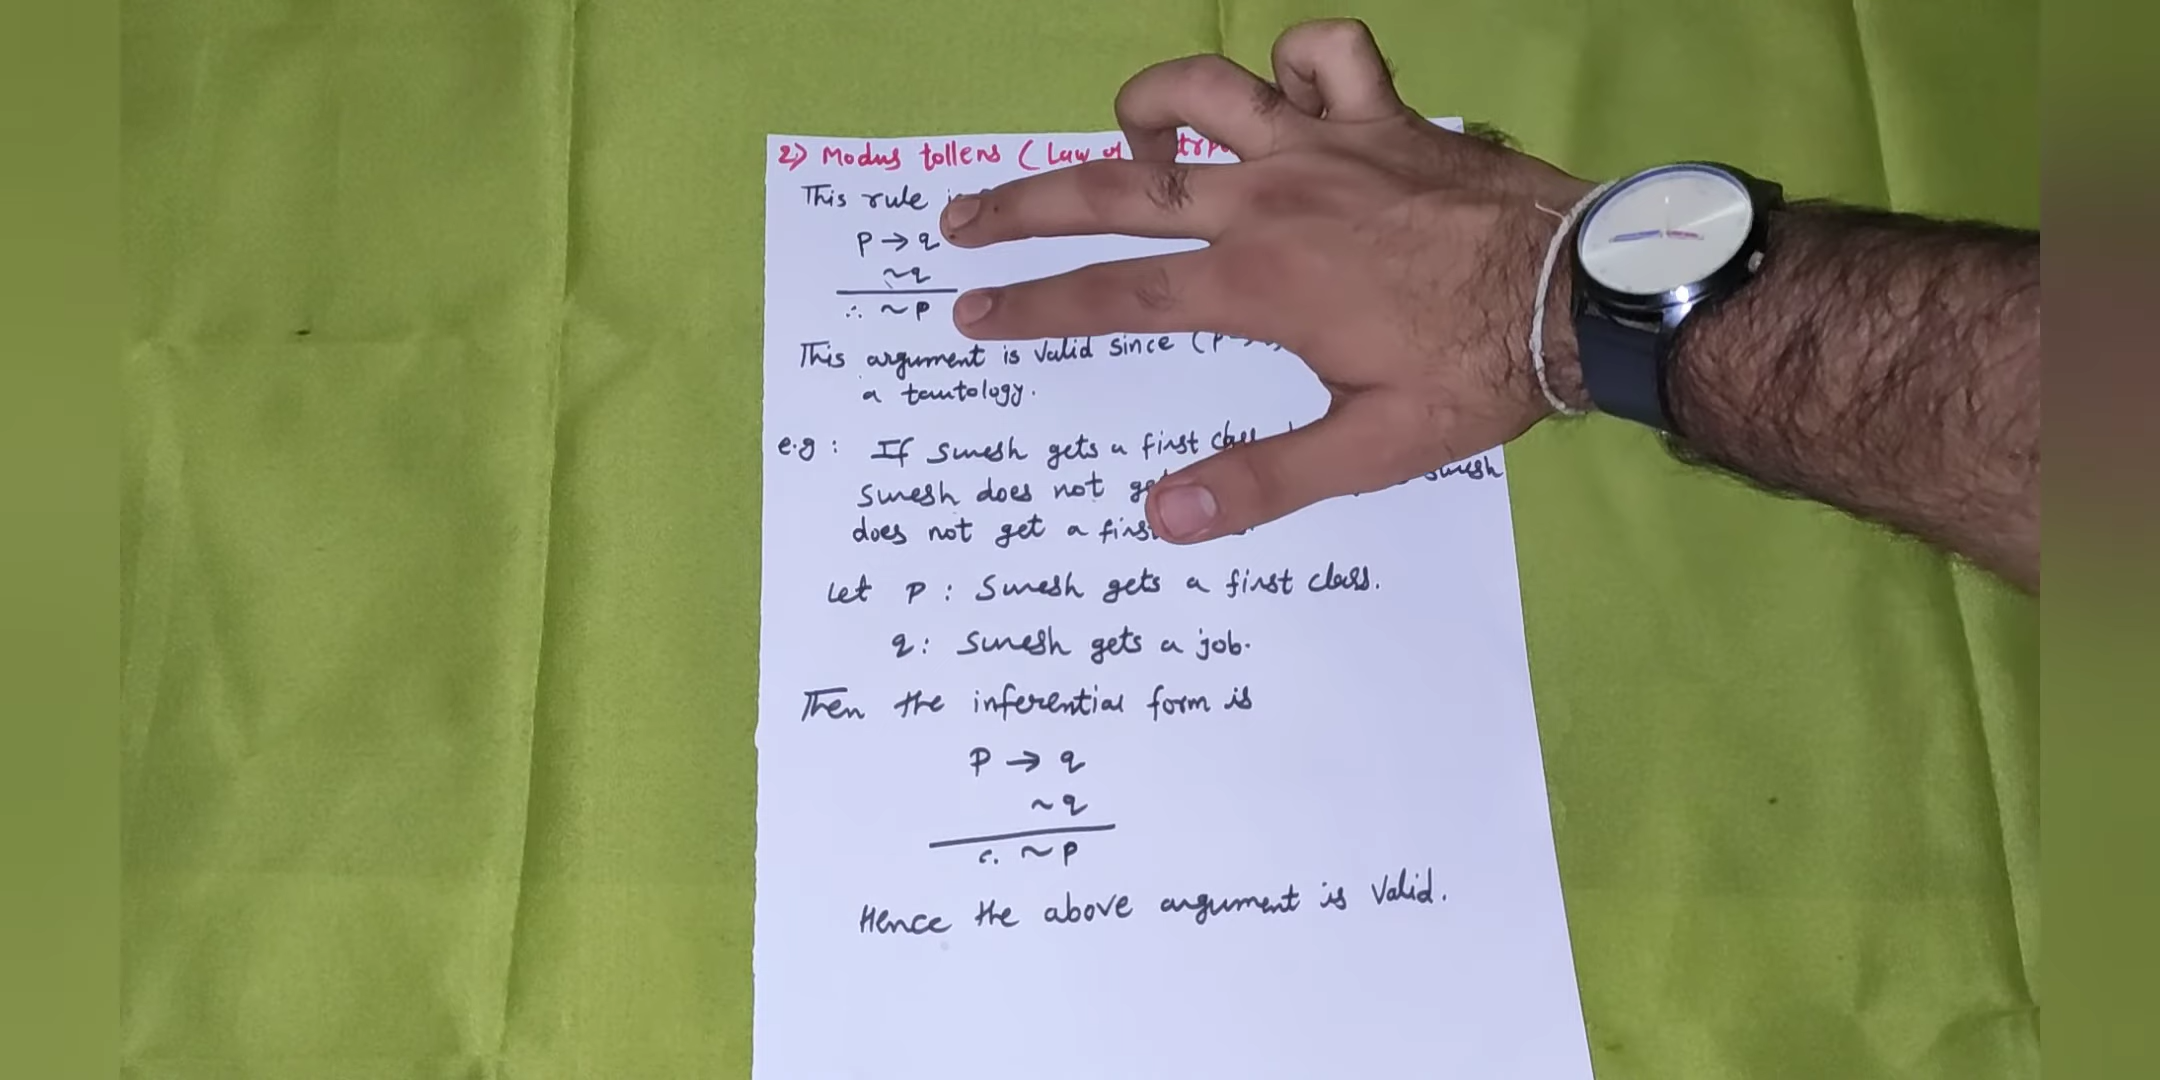 2) Modus tollens (Law of
This rule
p → q
~q
∴ ~p
This argument is valid since (p →
a tautology.
e.g : If Suresh gets a first class
Suresh does not get Suresh
does not get a first
Let p : Suresh gets a first class.
q : Suresh gets a job.
Then the inferential form is
p → q
~q
∴ ~p
Hence the above argument is valid.